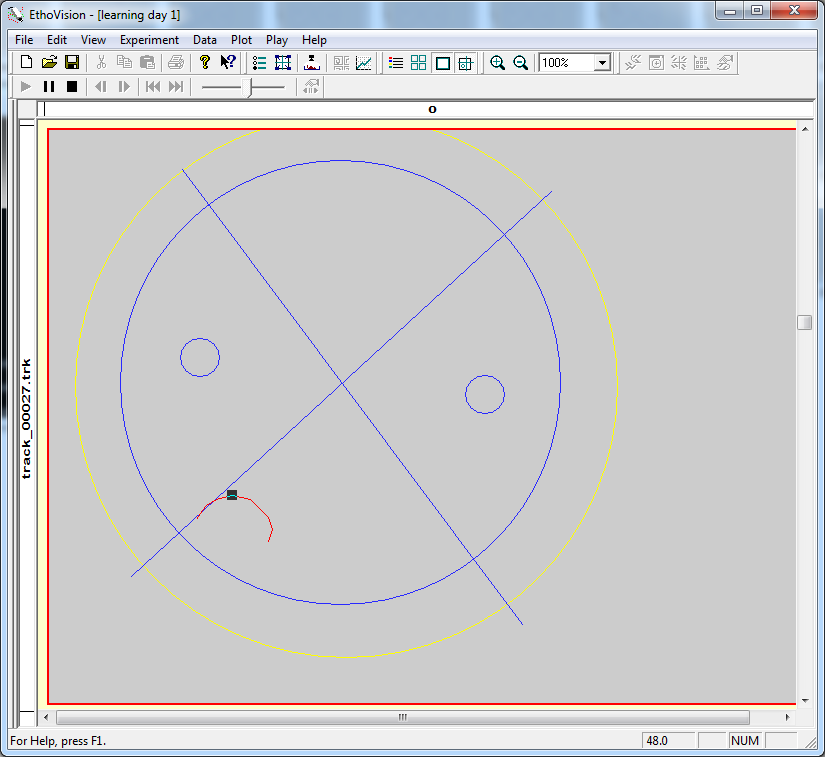 EthoVision - [learning day 1]
File Edit View Experiment Data Plot Play Help
100%
o
track_00027.trk
For Help, press F1.
48.0
NUM